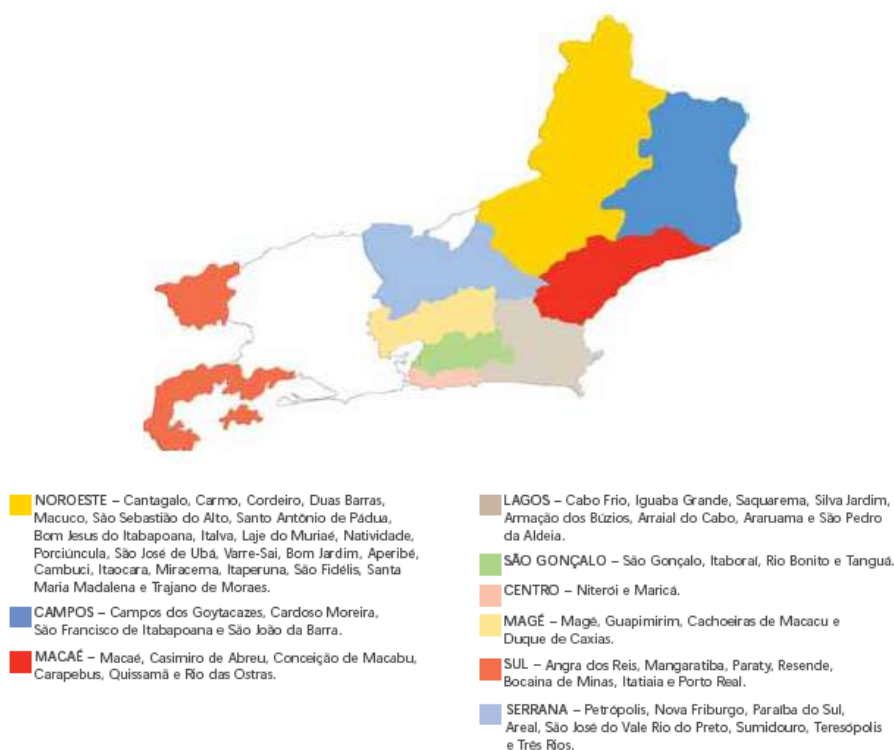 NOROESTE – Cantagalo, Carmo, Cordeiro, Duas Barras,
Macuco, São Sebastião do Alto, Santo Antônio de Pádua,
Bom Jesus do Itabapoana, Italva, Laje do Muriaé, Natividade,
Porciúncula, São José de Ubá, Varre-Sai, Bom Jardim, Aperibé,
Cambuci, Itaocara, Miracema, Itaperuna, São Fidélis, Santa
Maria Madalena e Trajano de Moraes.
CAMPOS – Campos dos Goytacazes, Cardoso Moreira,
São Francisco de Itabapoana e São João da Barra.
MACAÉ – Macaé, Casimiro de Abreu, Conceição de Macabu,
Carapebus, Quissamã e Rio das Ostras.
LAGOS – Cabo Frio, Iguaba Grande, Saquarema, Silva Jardim,
Armação dos Búzios, Arraial do Cabo, Araruama e São Pedro
da Aldeia.
SÃO GONÇALO – São Gonçalo, Itaboraí, Rio Bonito e Tanguá.
CENTRO – Niterói e Maricá.
MAGÉ – Magé, Guapimirim, Cachoeiras de Macacu e
Duque de Caxias.
SUL – Angra dos Reis, Mangaratiba, Paraty, Resende,
Bocaina de Minas, Itatiaia e Porto Real.
SERRANA – Petrópolis, Nova Friburgo, Paraíba do Sul,
Areal, São José do Vale Rio do Preto, Sumidouro, Teresópolis
e Três Rios.